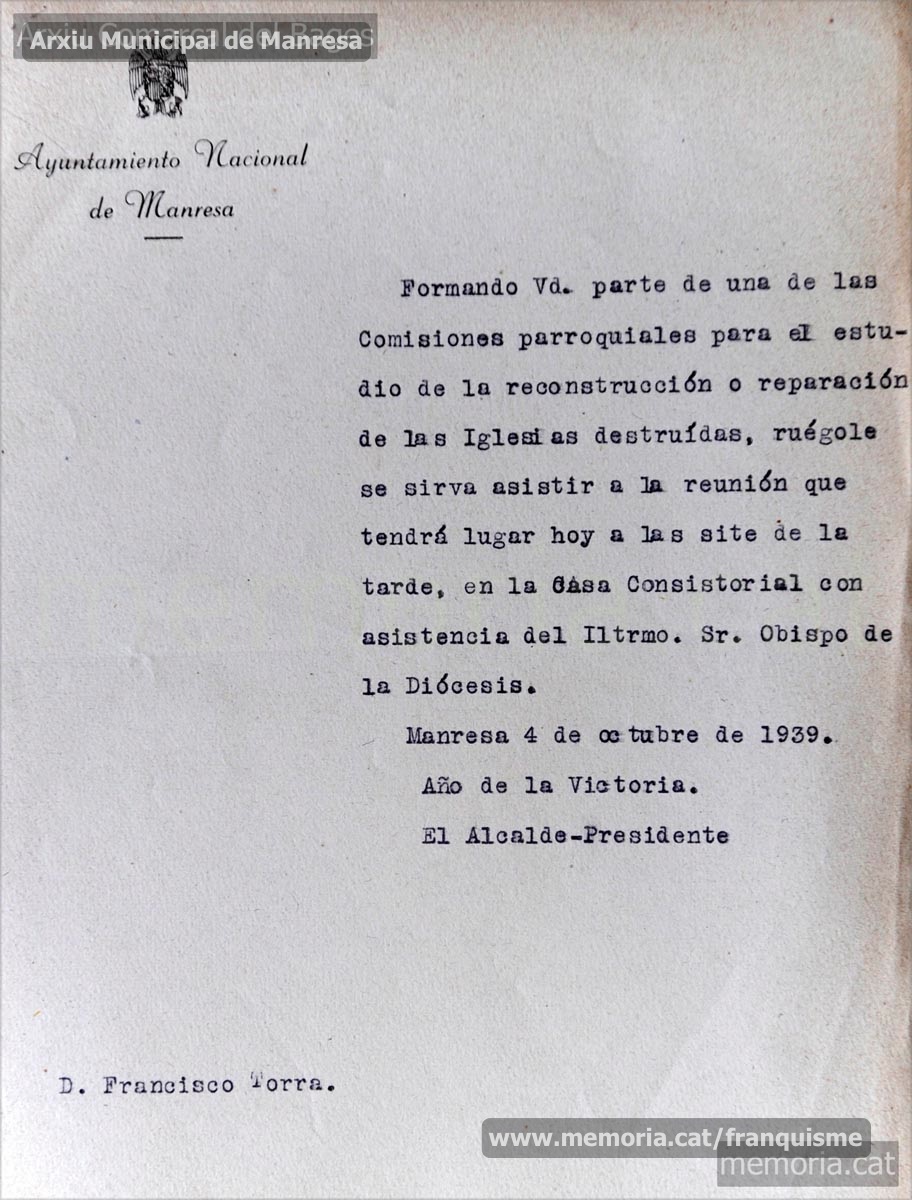 Arxiu Comarcal del Bages
Arxiu Municipal de Manresa
Ayuntamiento Nacional
de Manresa
Formando Vd. parte de una de las
Comisiones parroquiales para el estu-
dio de la reconstrucción o reparación
de las Iglesias destruídas, ruégole
se sirva asistir a la reunión que
tendrá lugar hoy a las site de la
tarde, en la CAsa Consistorial con
asistencia del Iltrmo. Sr. Obispo de
la Diócesis.
Manresa 4 de octubre de 1939.
Año de la Victoria.
El Alcalde-Presidente
D. Francisco Torra.
www.memoria.cat/franquisme
memoria.cat